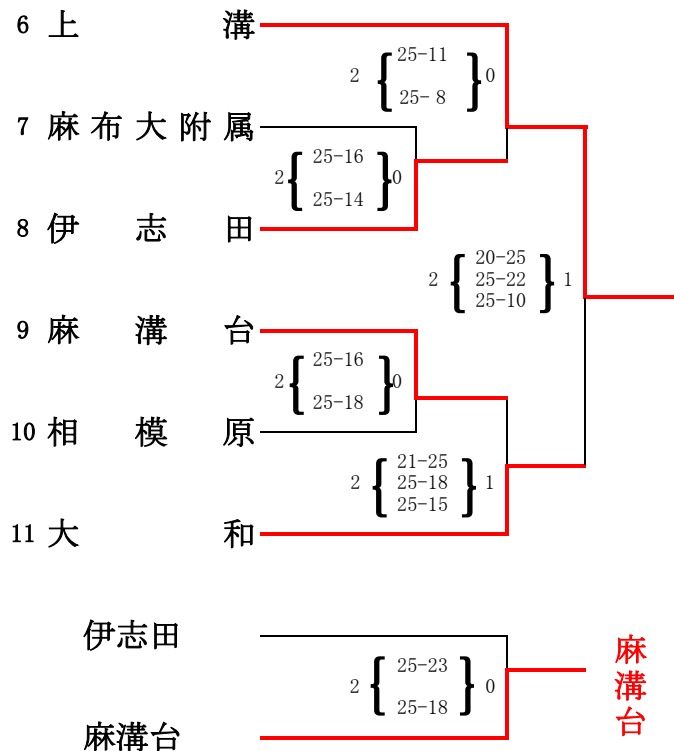 6 上溝
25-11
2 { } 0
25- 8
7 麻布大附属
25-16
2 { } 0
25-14
8 伊志田
20-25
2 { 25-22 } 1
25-10
9 麻溝台
25-16
2 { } 0
25-18
10 相模原
21-25
2 { 25-18 } 1
25-15
11 大和
伊志田
25-23
2 { } 0
25-18
麻溝台
麻溝台